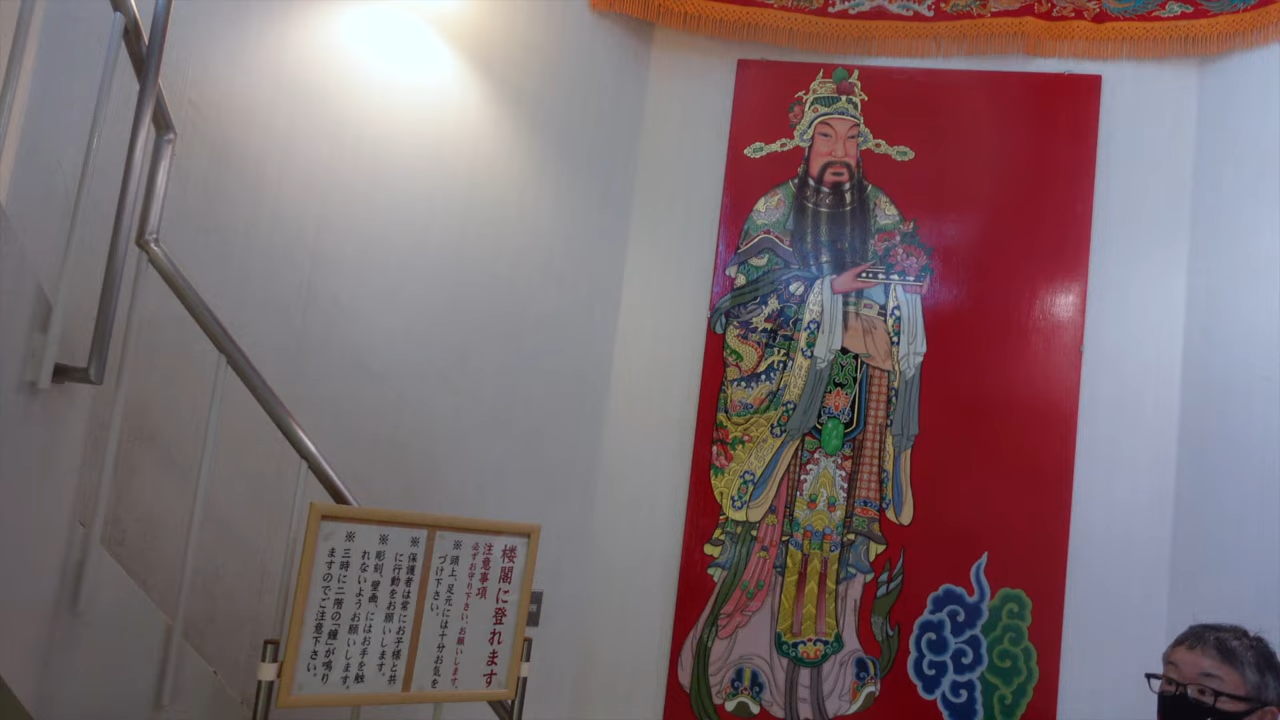 楼閣に登れます
注意事項
必ずお守り下さい、お願いします。
※頭上、足元には十分お気を
づけ下さい。
※保護者は常にお子様と共
に行動をお願いします。
※彫刻、壁画、にはお手を触
れないようお願いします。
※三時に二階の「鐘」が鳴り
ますのでご注意下さい。